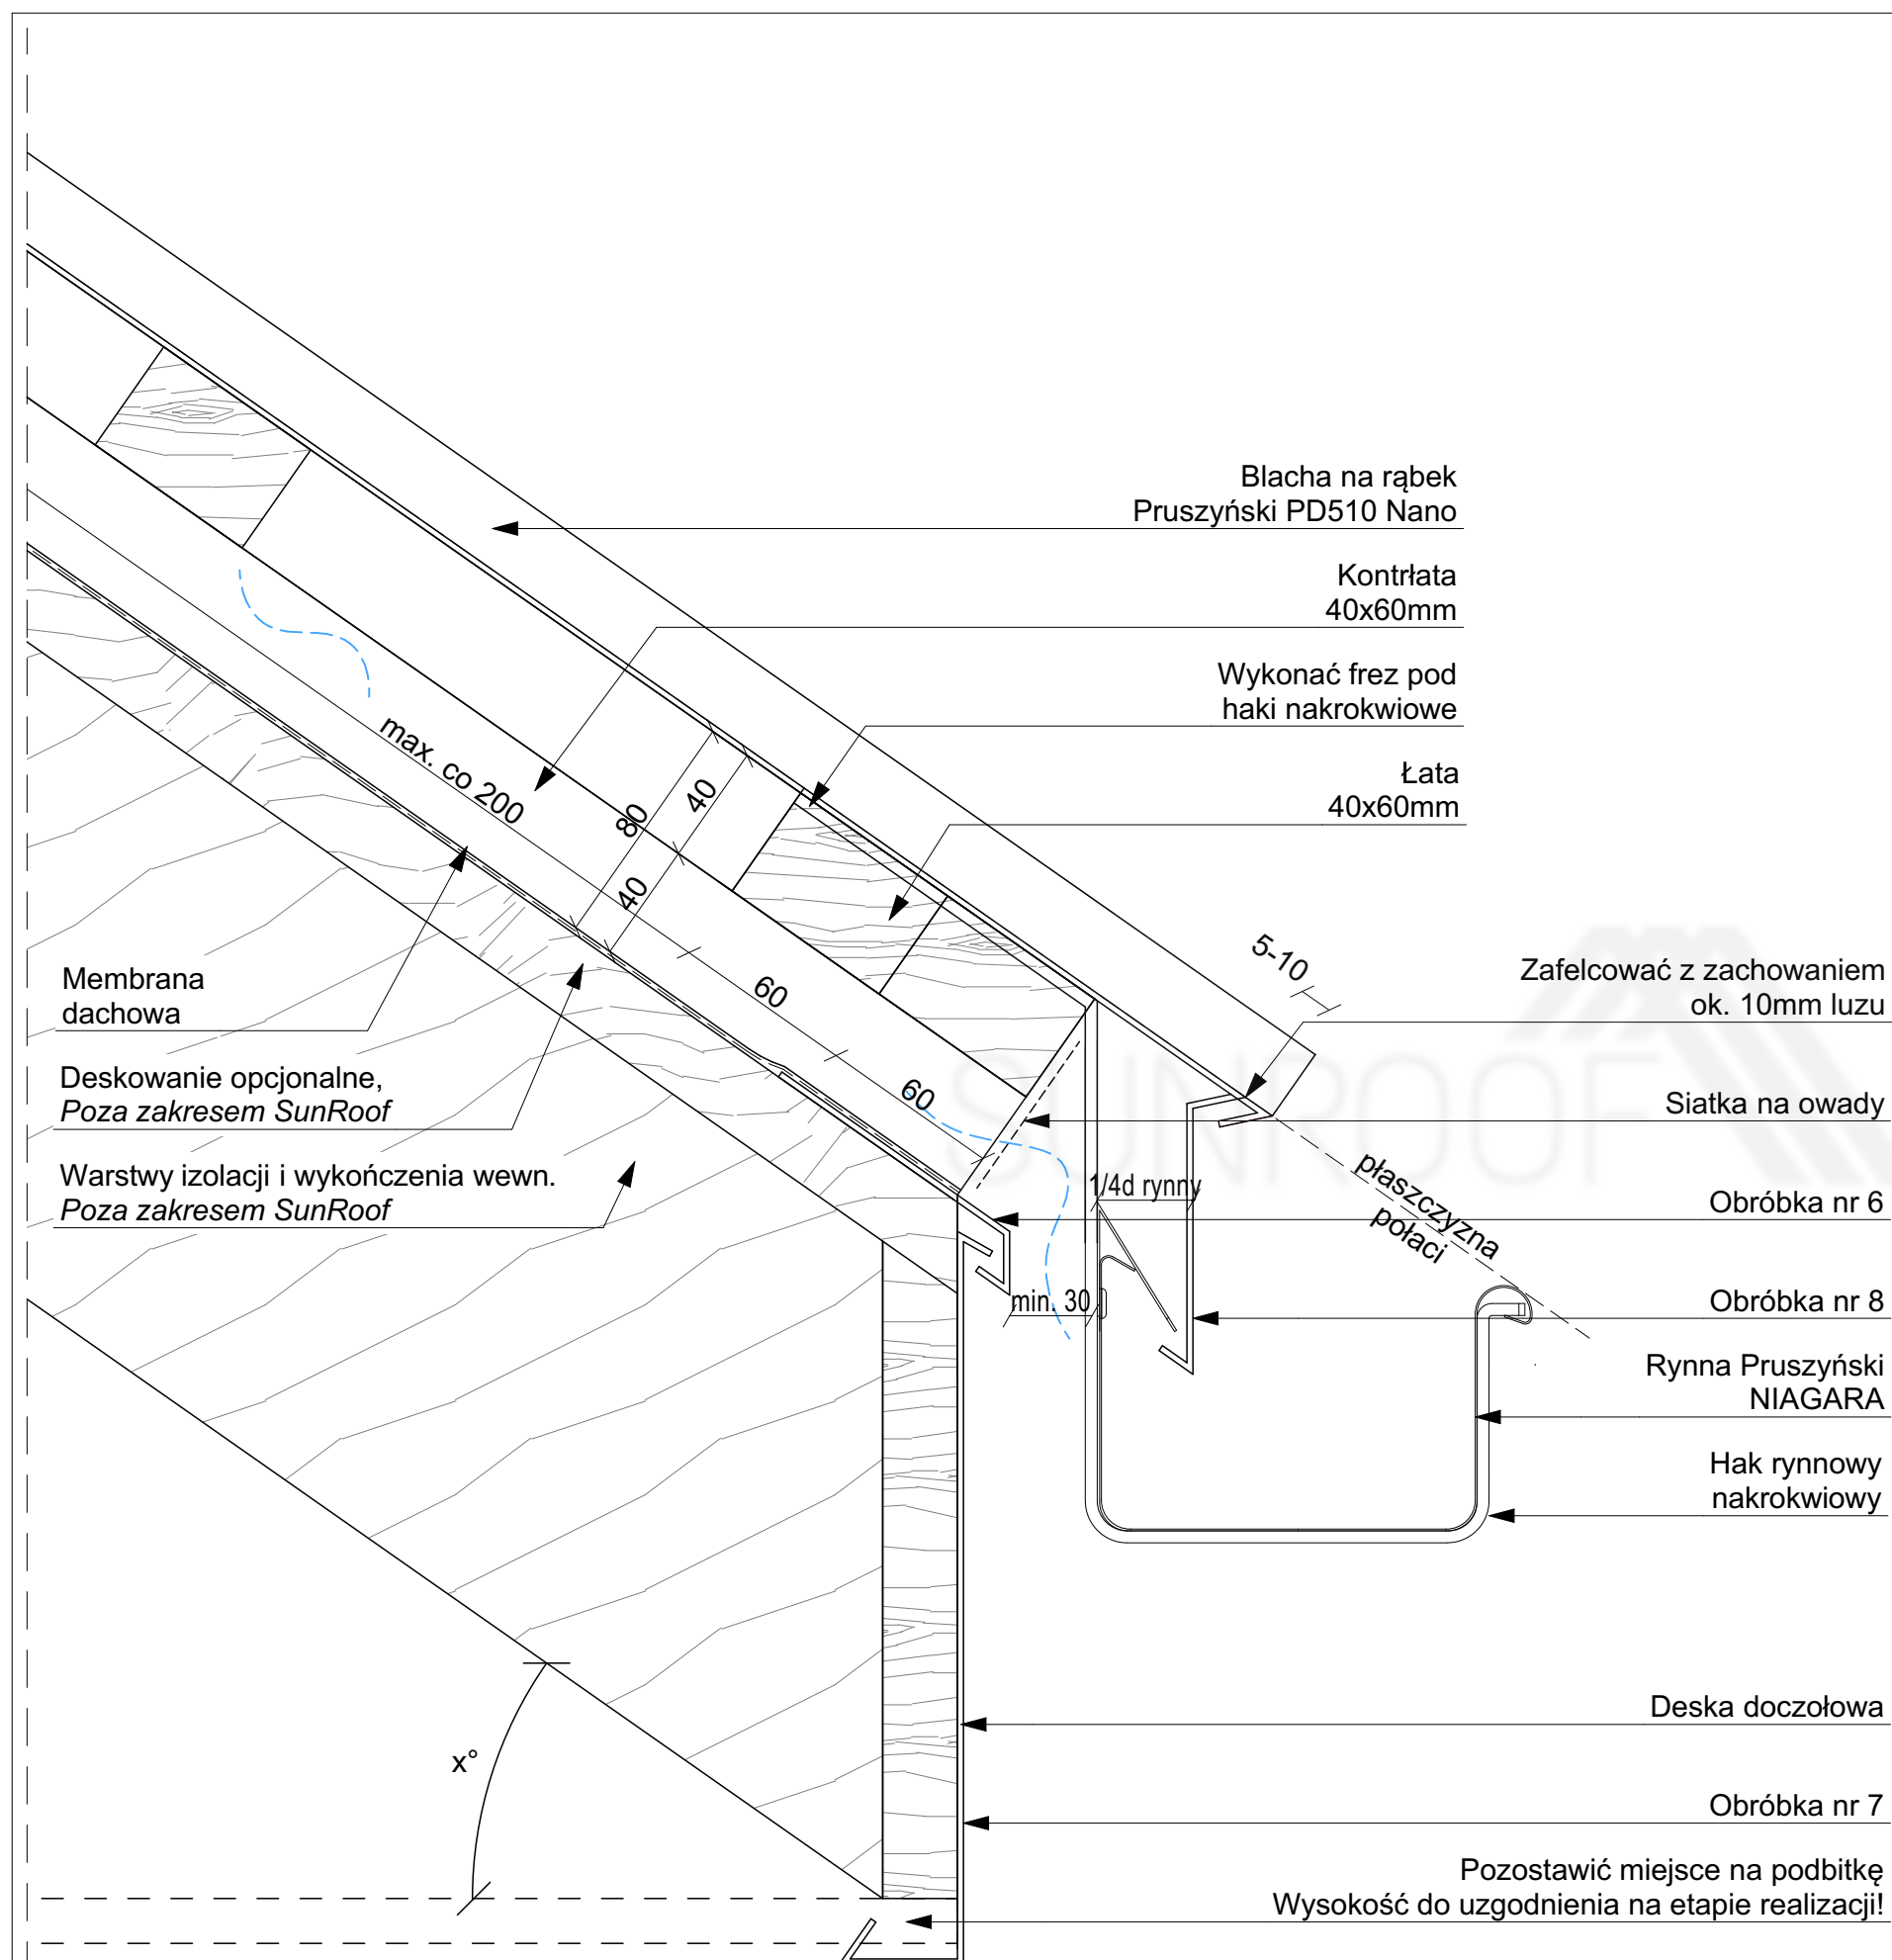 Blacha na rąbek
Pruszyński PD510 Nano
Kontrłata
40x60mm
Wykonać frez pod
haki nakrokwiowe
Łata
40x60mm
max. co 200
80
40
40
60
60
5-10
Membrana
dachowa
Deskowanie opcjonalne,
Poza zakresem SunRoof
Warstwy izolacji i wykończenia wewn.
Poza zakresem SunRoof
Zafelcować z zachowaniem
ok. 10mm luzu
SUNROOF
Siatka na owady
1/4d rynny
płaszczyzna
połaci
Obróbka nr 6
min. 30
Obróbka nr 8
Rynna Pruszyński
NIAGARA
Hak rynnowy
nakrokwiowy
Deska doczołowa
x°
Obróbka nr 7
Pozostawić miejsce na podbitkę
Wysokość do uzgodnienia na etapie realizacji!